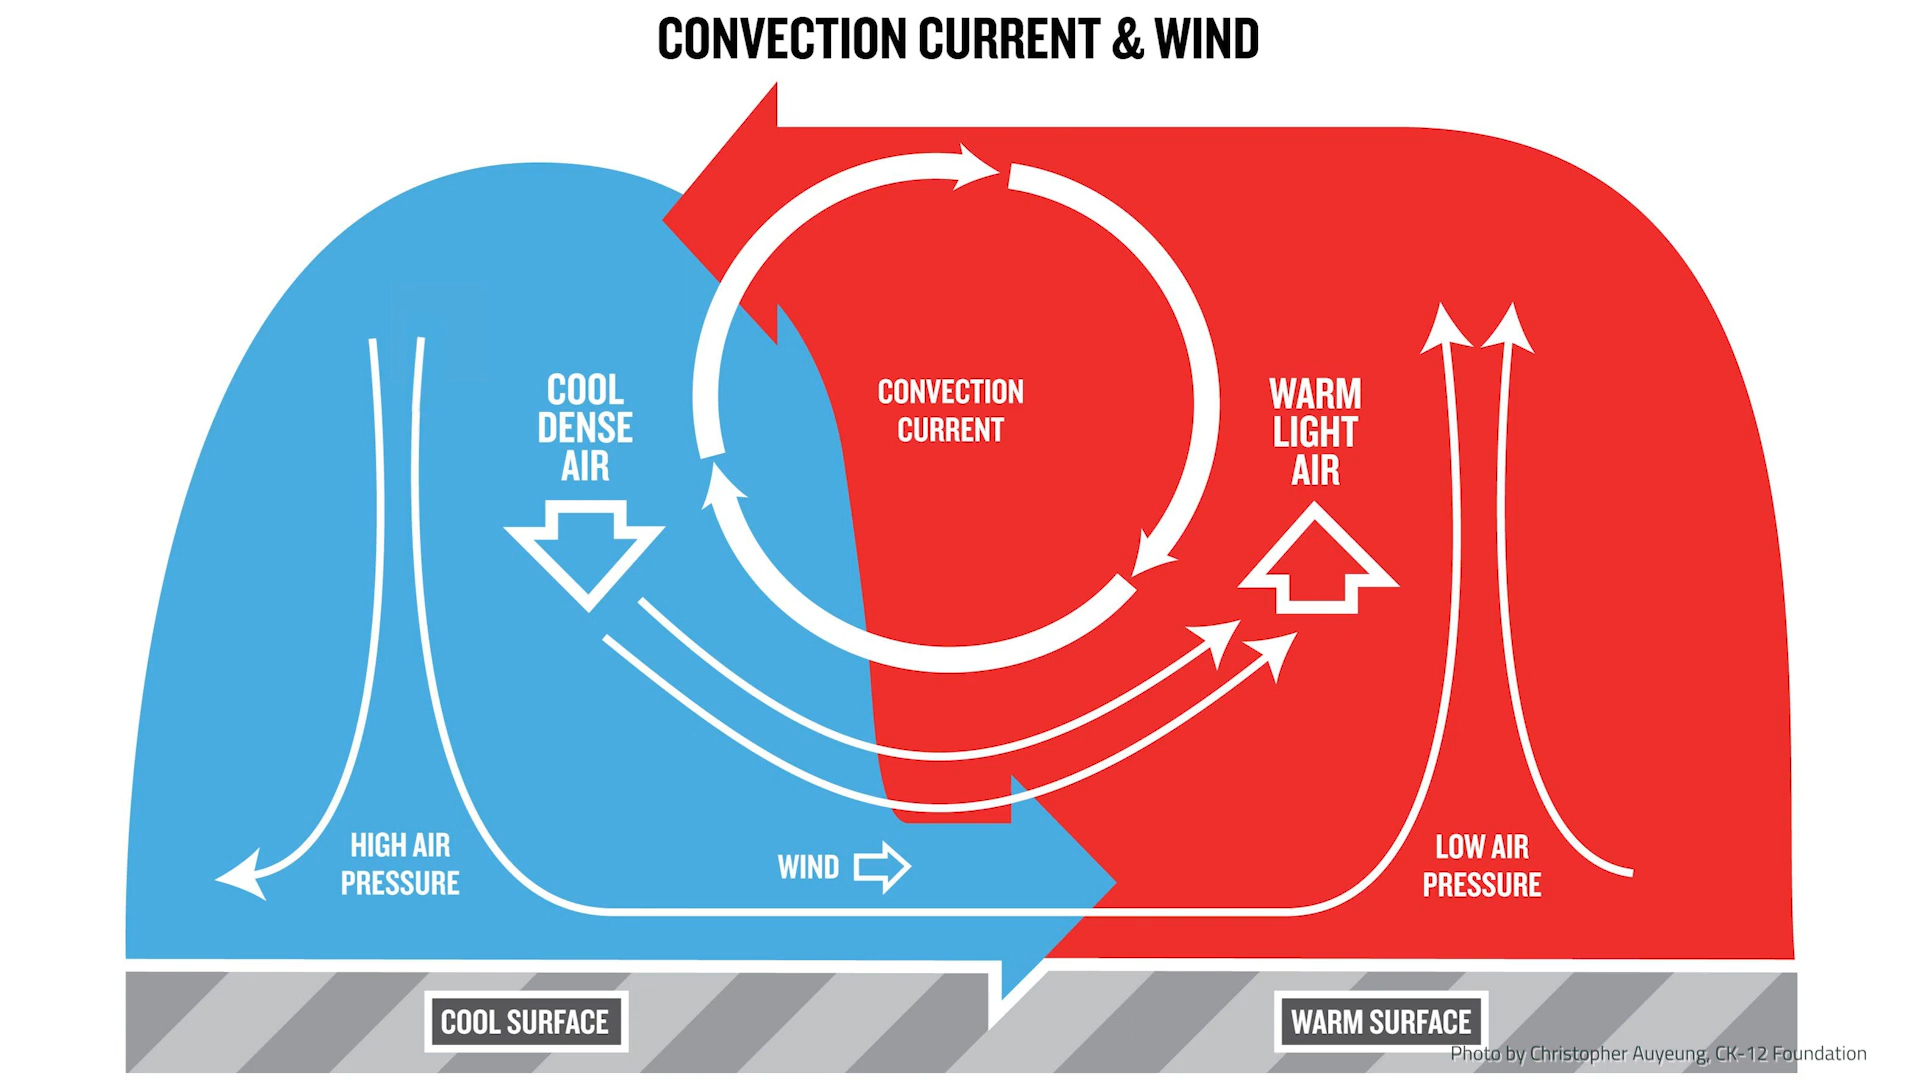 CONVECTION CURRENT & WIND
COOL
DENSE
AIR
CONVECTION
CURRENT
WARM
LIGHT
AIR
HIGH AIR
PRESSURE
WIND
LOW AIR
PRESSURE
COOL SURFACE
WARM SURFACE
Photo by Christopher Auyeung, CK-12 Foundation